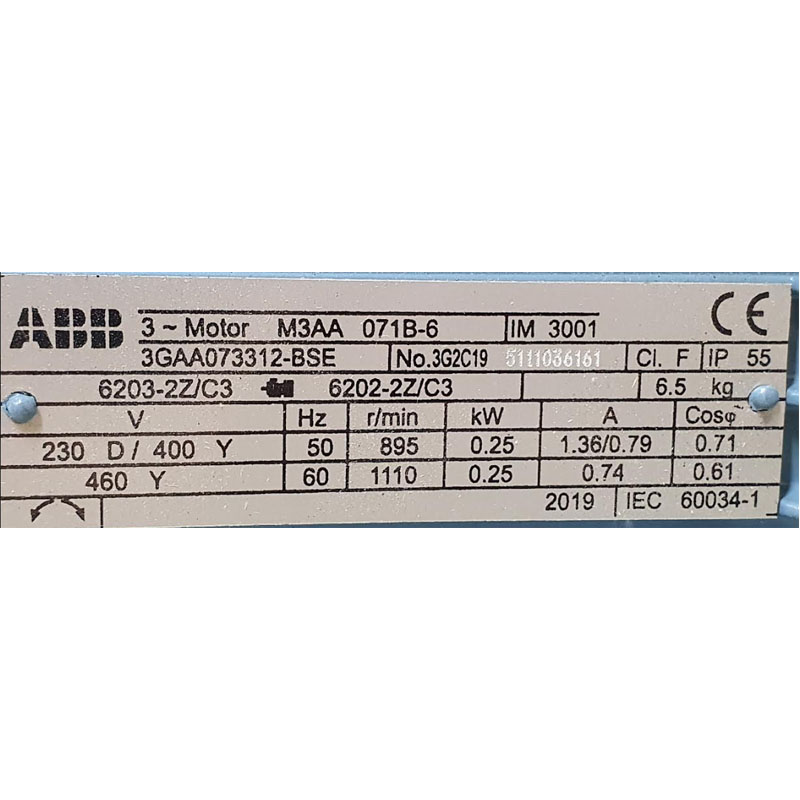 ABB 3 ~ Motor M3AA 071B-6 IM 3001 CE
3GAA073312-BSE No.3G2C19 5111036161 Cl. F IP 55
6203-2Z/C3 6202-2Z/C3 6.5 kg
V Hz r/min kW A Cosφ
230 D / 400 Y 50 895 0.25 1.36/0.79 0.71
460 Y 60 1110 0.25 0.74 0.61
2019 IEC 60034-1